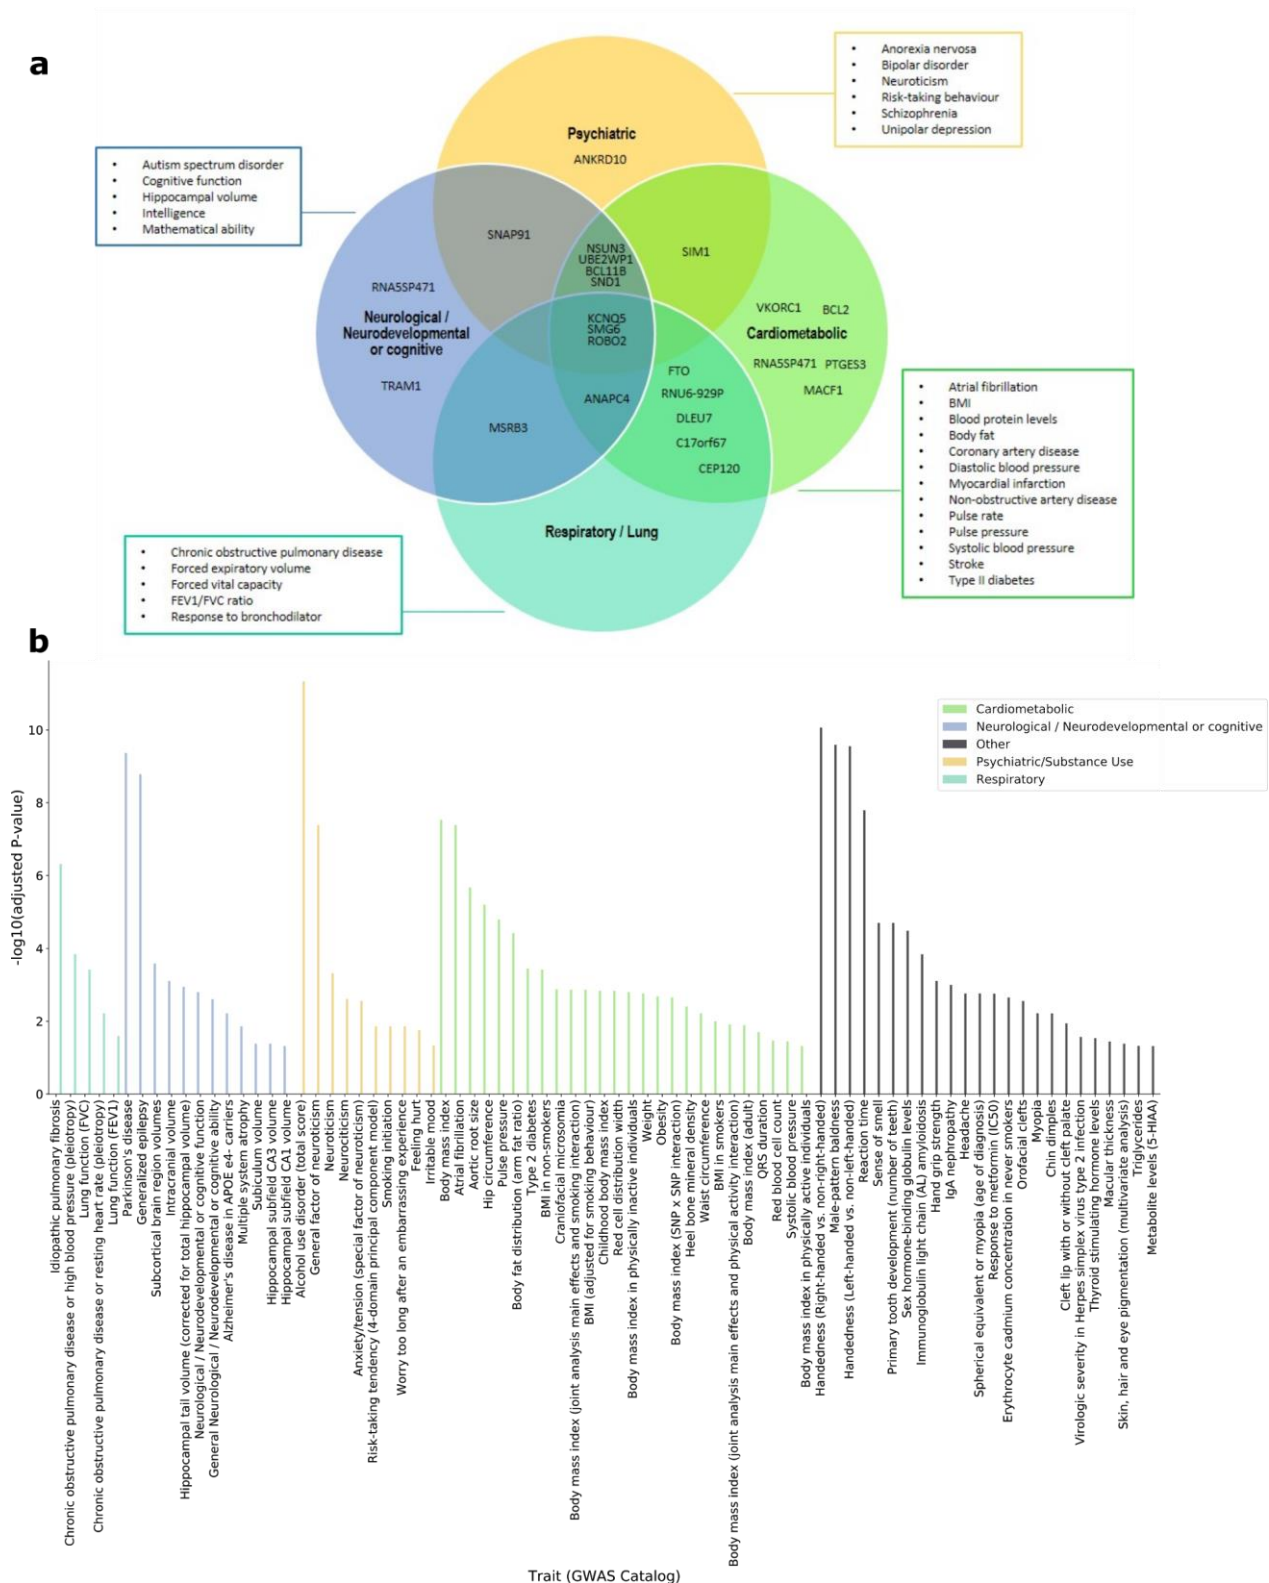 a
• Anorexia nervosa
• Bipolar disorder
• Neuroticism
• Risk-taking behaviour
• Schizophrenia
• Unipolar depression
• Autism spectrum disorder
• Cognitive function
• Hippocampal volume
• Intelligence
• Mathematical ability
Psychiatric
ANKRD10
SNAP91
NSUN3
UBE2WP1
BCL11B
SND1
SIM1
RNA5SP471
Neurological /
Neurodevelopmental
or cognitive
TRAM1
KCNQ5
SMG6
ROBO2
VKORC1
BCL2
Cardiometabolic
RNA5SP471
PTGES3
MACF1
FTO
RNU6-929P
DLEU7
C17orf67
CEP120
ANAPC4
MSRB3
Respiratory / Lung
• Atrial fibrillation
• BMI
• Blood protein levels
• Body fat
• Coronary artery disease
• Diastolic blood pressure
• Myocardial infarction
• Non-obstructive artery disease
• Pulse rate
• Pulse pressure
• Systolic blood pressure
• Stroke
• Type II diabetes
• Chronic obstructive pulmonary disease
• Forced expiratory volume
• Forced vital capacity
• FEV1/FVC ratio
• Response to bronchodilator
b
Cardiometabolic
Neurological / Neurodevelopmental or cognitive
Other
Psychiatric/Substance Use
Respiratory
-log10(adjusted P-value)
10
8
6
4
2
0
Idiopathic pulmonary fibrosis
Chronic obstructive pulmonary disease or high blood pressure (pleiotropy)
Lung function (FVC)
Chronic obstructive pulmonary disease or resting heart rate (pleiotropy)
Lung function (FEV1)
Parkinson's disease
Generalized epilepsy
Subcortical brain region volumes
Intracranial volume
Hippocampal tail volume (corrected for total hippocampal volume)
Neurological / Neurodevelopmental or cognitive function
General Neurological / Neurodevelopmental or cognitive ability
Alzheimer's disease in APOE e4- carriers
Multiple system atrophy
Subiculum volume
Hippocampal subfield CA3 volume
Hippocampal subfield CA1 volume
Alcohol use disorder (total score)
General factor of neuroticism
Neuroticism
Neurociticism
Anxiety/tension (special factor of neuroticism)
Risk-taking tendency (4-domain principal component model)
Smoking initiation
Worry too long after an embarrassing experience
Feeling hurt
Irritable mood
Body mass index
Atrial fibrillation
Aortic root size
Hip circumference
Pulse pressure
Body fat distribution (arm fat ratio)
Type 2 diabetes
BMI in non-smokers
Craniofacial microsomia
Body mass index (joint analysis main effects and smoking interaction)
BMI (adjusted for smoking behaviour)
Childhood body mass index
Red cell distribution width
Body mass index in physically inactive individuals
Weight
Obesity
Body mass index (SNP x SNP interaction)
Heel bone mineral density
Waist circumference
BMI in smokers
Body mass index (joint analysis main effects and physical activity interaction)
Body mass index (adult)
QRS duration
Red blood cell count
Systolic blood pressure
Body mass index in physically active individuals
Handedness (Right-handed vs. non-right-handed)
Male-pattern baldness
Handedness (Left-handed vs. non-left-handed)
Reaction time
Sense of smell
Primary tooth development (number of teeth)
Sex hormone-binding globulin levels
Immunoglobulin light chain (AL) amyloidosis
Hand grip strength
IgA nephropathy
Headache
Spherical equivalent or myopia (age of diagnosis)
Response to metformin (IC50)
Erythrocyte cadmium concentration in never smokers
Orofacial clefts
Myopia
Chin dimples
Cleft lip with or without cleft palate
Virologic severity in Herpes simplex virus type 2 infection
Thyroid stimulating hormone levels
Macular thickness
Skin, hair and eye pigmentation (multivariate analysis)
Triglycerides
Metabolite levels (5-HIAA)
Trait (GWAS Catalog)